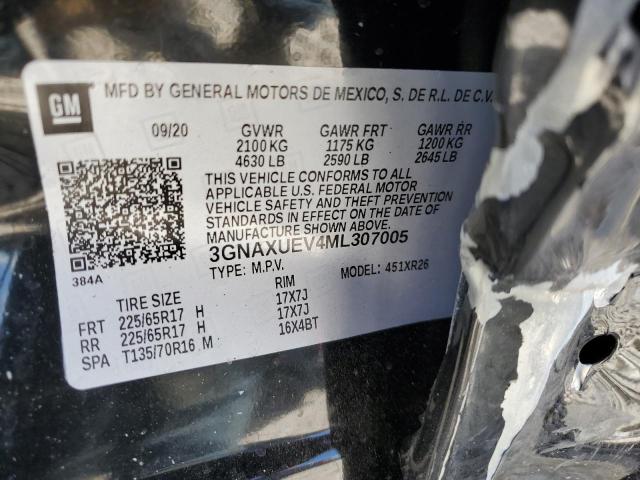 GM
MFD BY GENERAL MOTORS DE MEXICO, S. DE R.L. DE C.V.
09/20 GVWR GAWR FRT GAWR RR
2100 KG 1175 KG 1200 KG
4630 LB 2590 LB 2645 LB
THIS VEHICLE CONFORMS TO ALL
APPLICABLE U.S. FEDERAL MOTOR
VEHICLE SAFETY AND THEFT PREVENTION
STANDARDS IN EFFECT ON THE DATE OF
MANUFACTURE SHOWN ABOVE.
3GNAXUEV4ML307005
384A TYPE: M.P.V. MODEL: 451XR26
TIRE SIZE RIM
FRT 225/65R17 H 17X7J
RR 225/65R17 H 17X7J
SPA T135/70R16 M 16X4BT